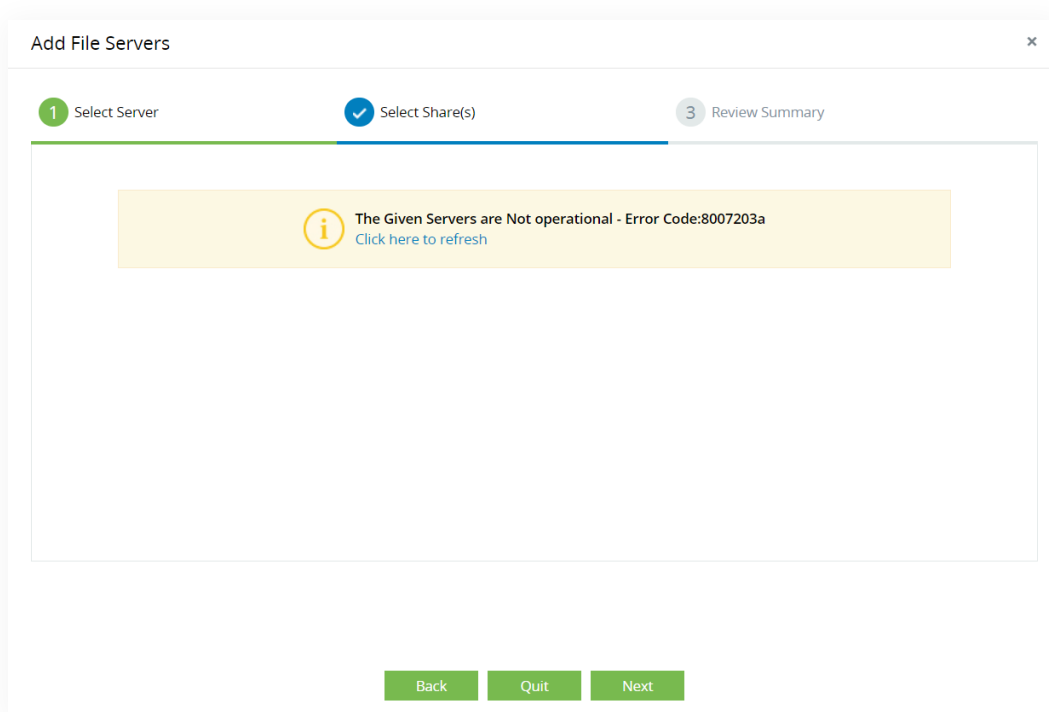 Add File Servers
×
1 Select Server
Select Share(s)
3 Review Summary
The Given Servers are Not operational - Error Code:8007203a
Click here to refresh
Back Quit Next